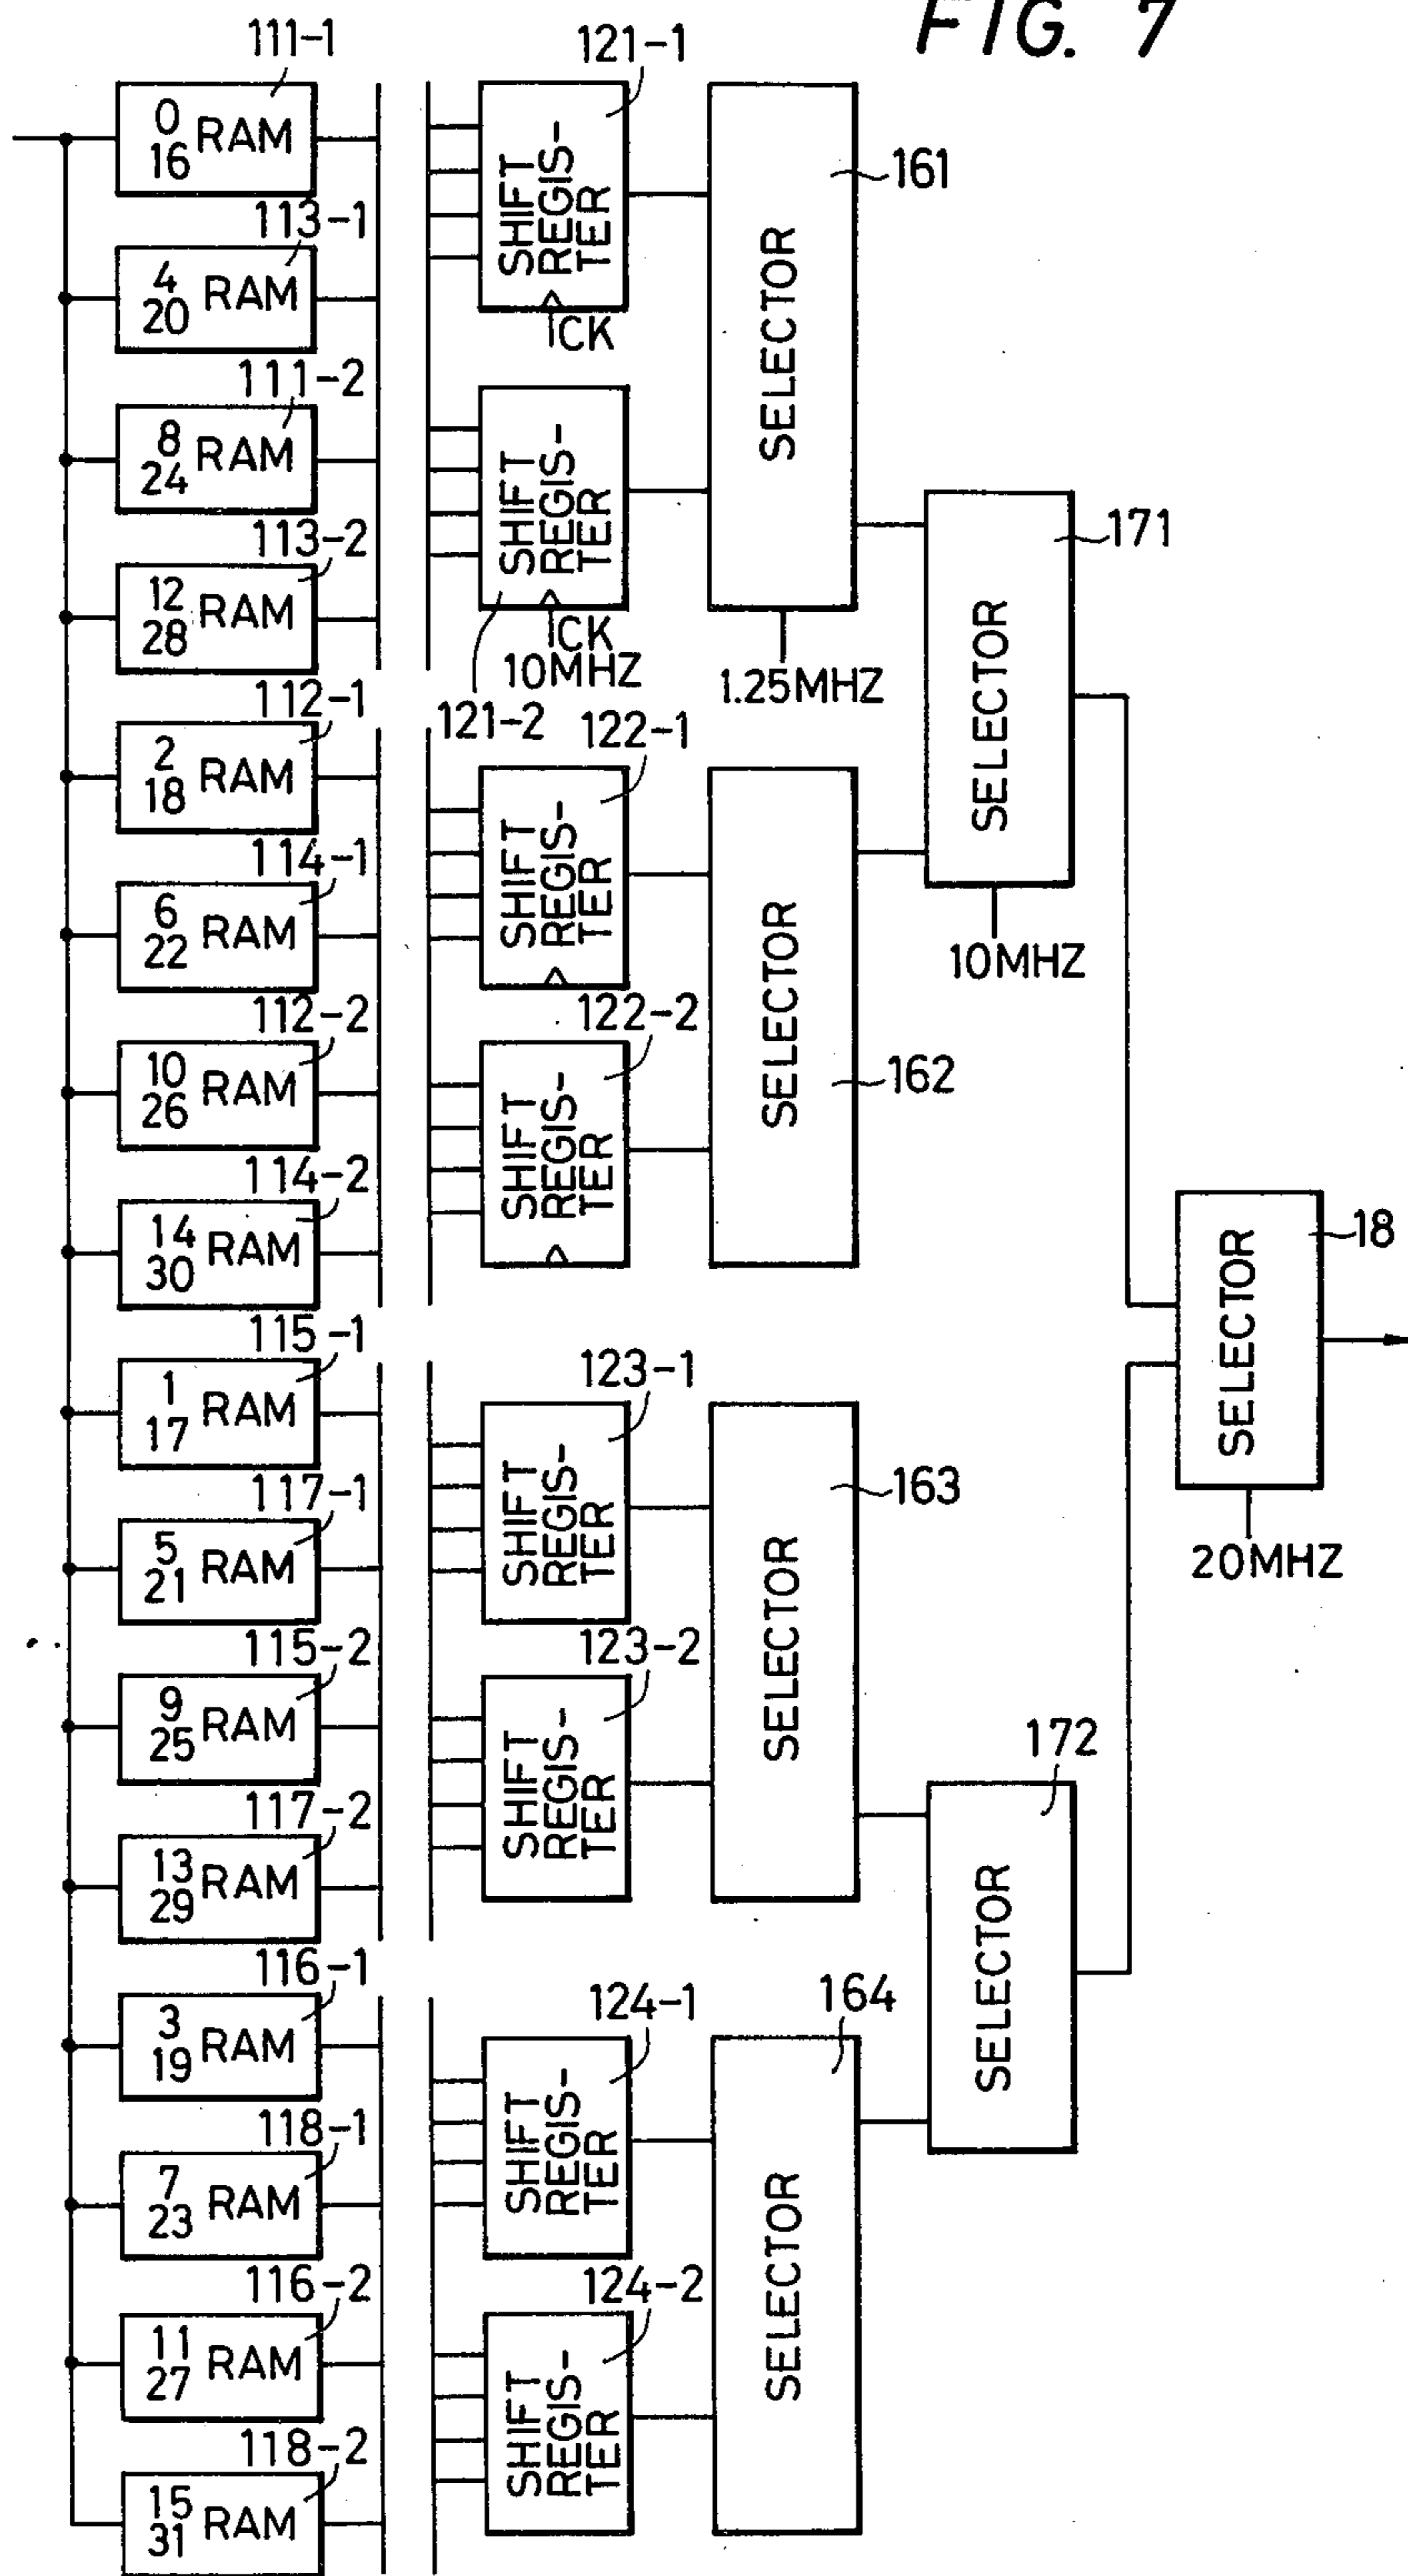 FIG. 7
111-1
0
16
RAM
113-1
4
20
RAM
111-2
8
24
RAM
113-2
12
28
RAM
112-1
2
18
RAM
114-1
6
22
RAM
112-2
10
26
RAM
114-2
14
30
RAM
115-1
1
17
RAM
117-1
5
21
RAM
115-2
9
25
RAM
117-2
13
29
RAM
116-1
3
19
RAM
118-1
7
23
RAM
116-2
11
27
RAM
118-2
15
31
RAM
121-1
SHIFT
REGIS-
TER
CK
SHIFT
REGIS-
TER
CK
10MHZ
121-2
122-1
SHIFT
REGIS-
TER
122-2
SHIFT
REGIS-
TER
123-1
SHIFT
REGIS-
TER
123-2
SHIFT
REGIS-
TER
124-1
SHIFT
REGIS-
TER
124-2
SHIFT
REGIS-
TER
161
SELECTOR
1.25MHZ
SELECTOR
162
163
SELECTOR
164
SELECTOR
171
SELECTOR
10MHZ
172
SELECTOR
18
SELECTOR
20MHZ